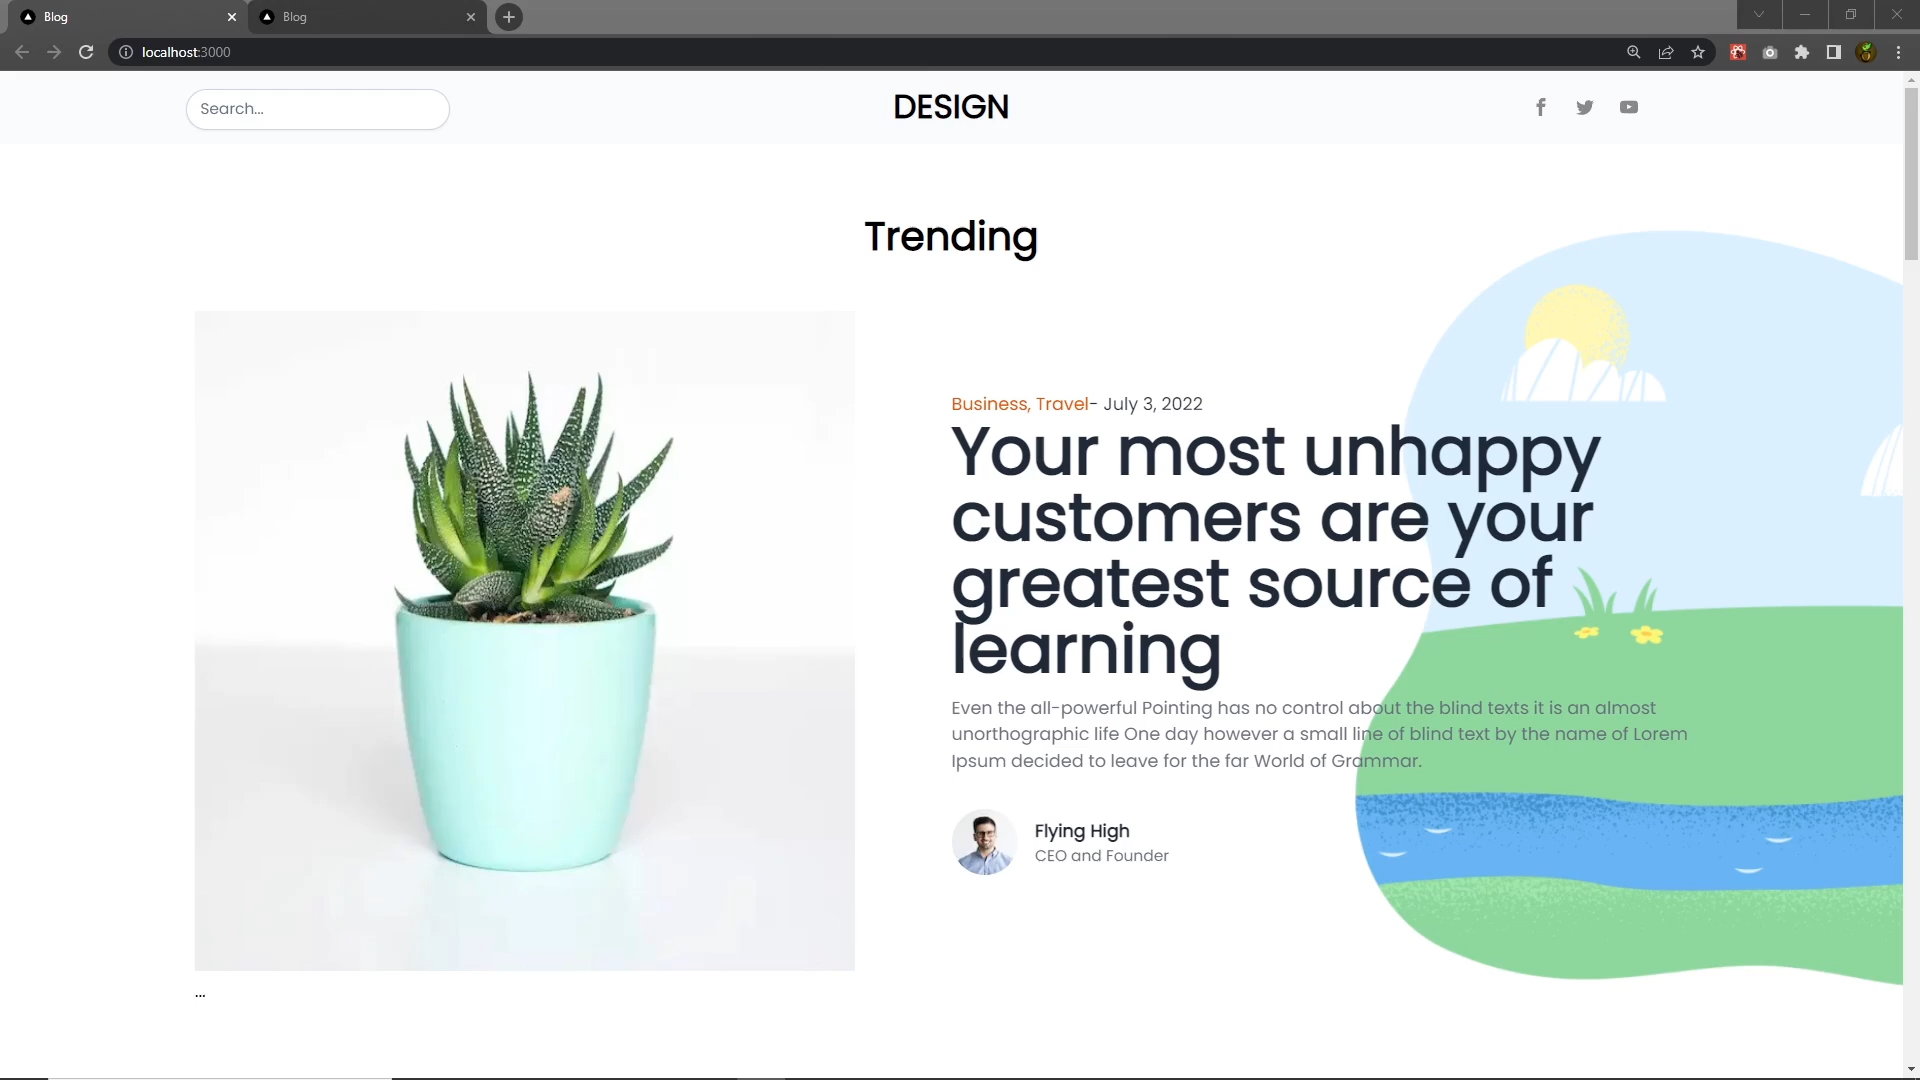 Blog
Blog
localhost:3000
Search...
DESIGN
Trending
Business, Travel- July 3, 2022
Your most unhappy
customers are your
greatest source of
learning
Even the all-powerful Pointing has no control about the blind texts it is an almost
unorthographic life One day however a small line of blind text by the name of Lorem
Ipsum decided to leave for the far World of Grammar.
Flying High
CEO and Founder
...